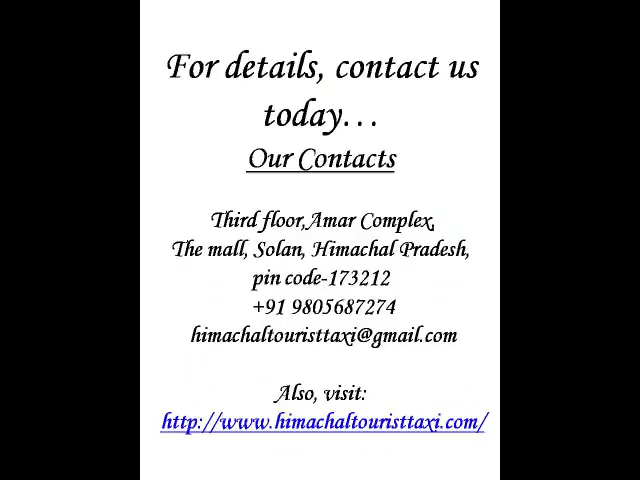 For details, contact us
today...
Our Contacts
Third floor,Amar Complex,
The mall, Solan, Himachal Pradesh,
pin code-173212
+91 9805687274
himachaltouristtaxi@gmail.com
Also, visit:
http://www.himachaltouristtaxi.com/